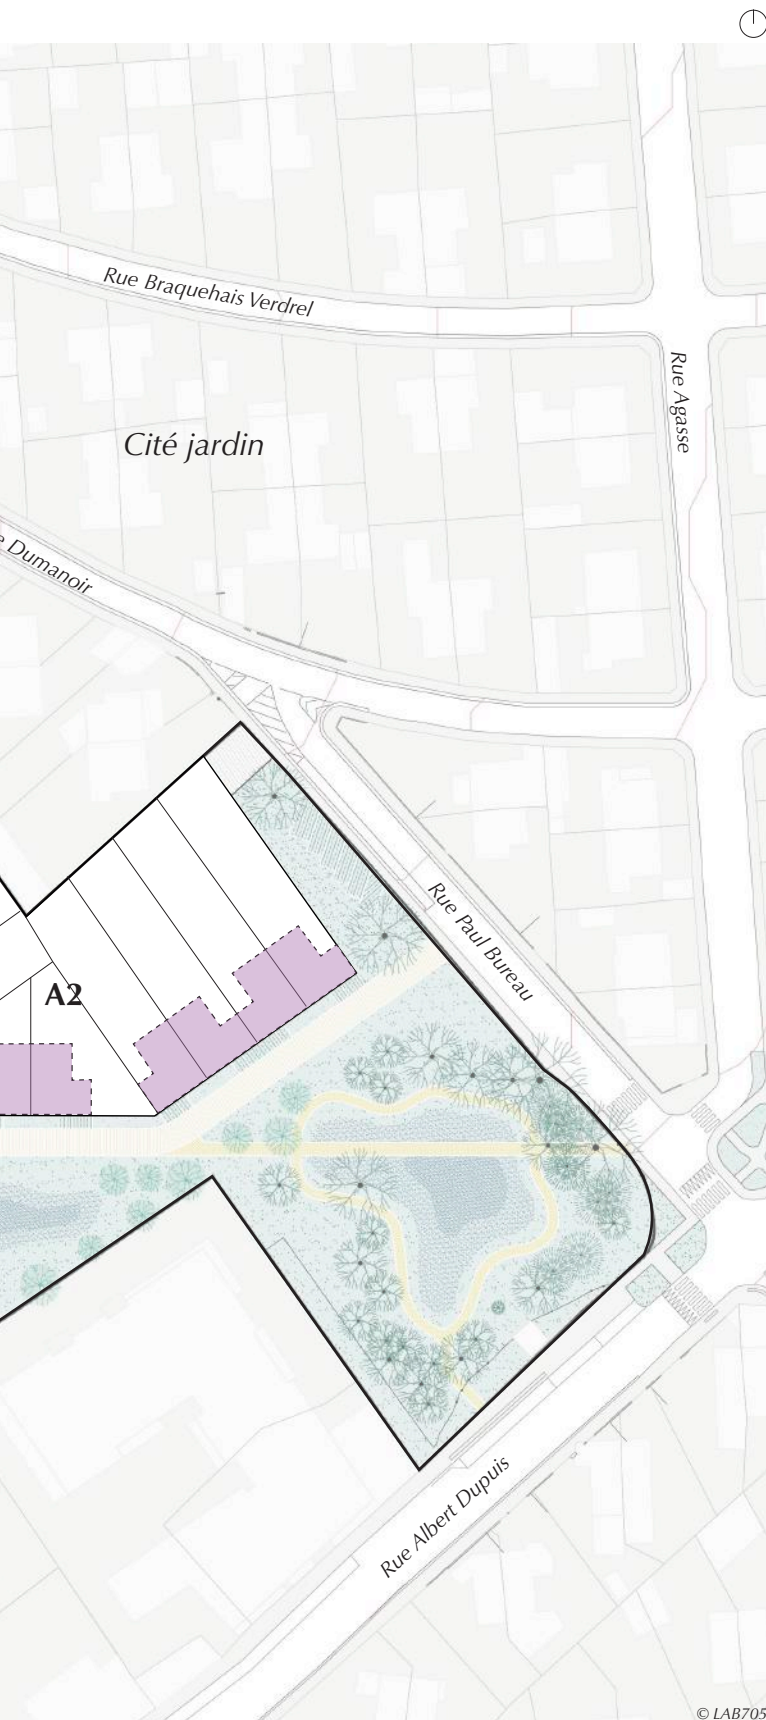 Rue Braquehais Verdrel
Rue Agasse
Cité jardin
Dumanoir
Rue Paul Bureau
A2
Rue Albert Dupuis
© LAB705